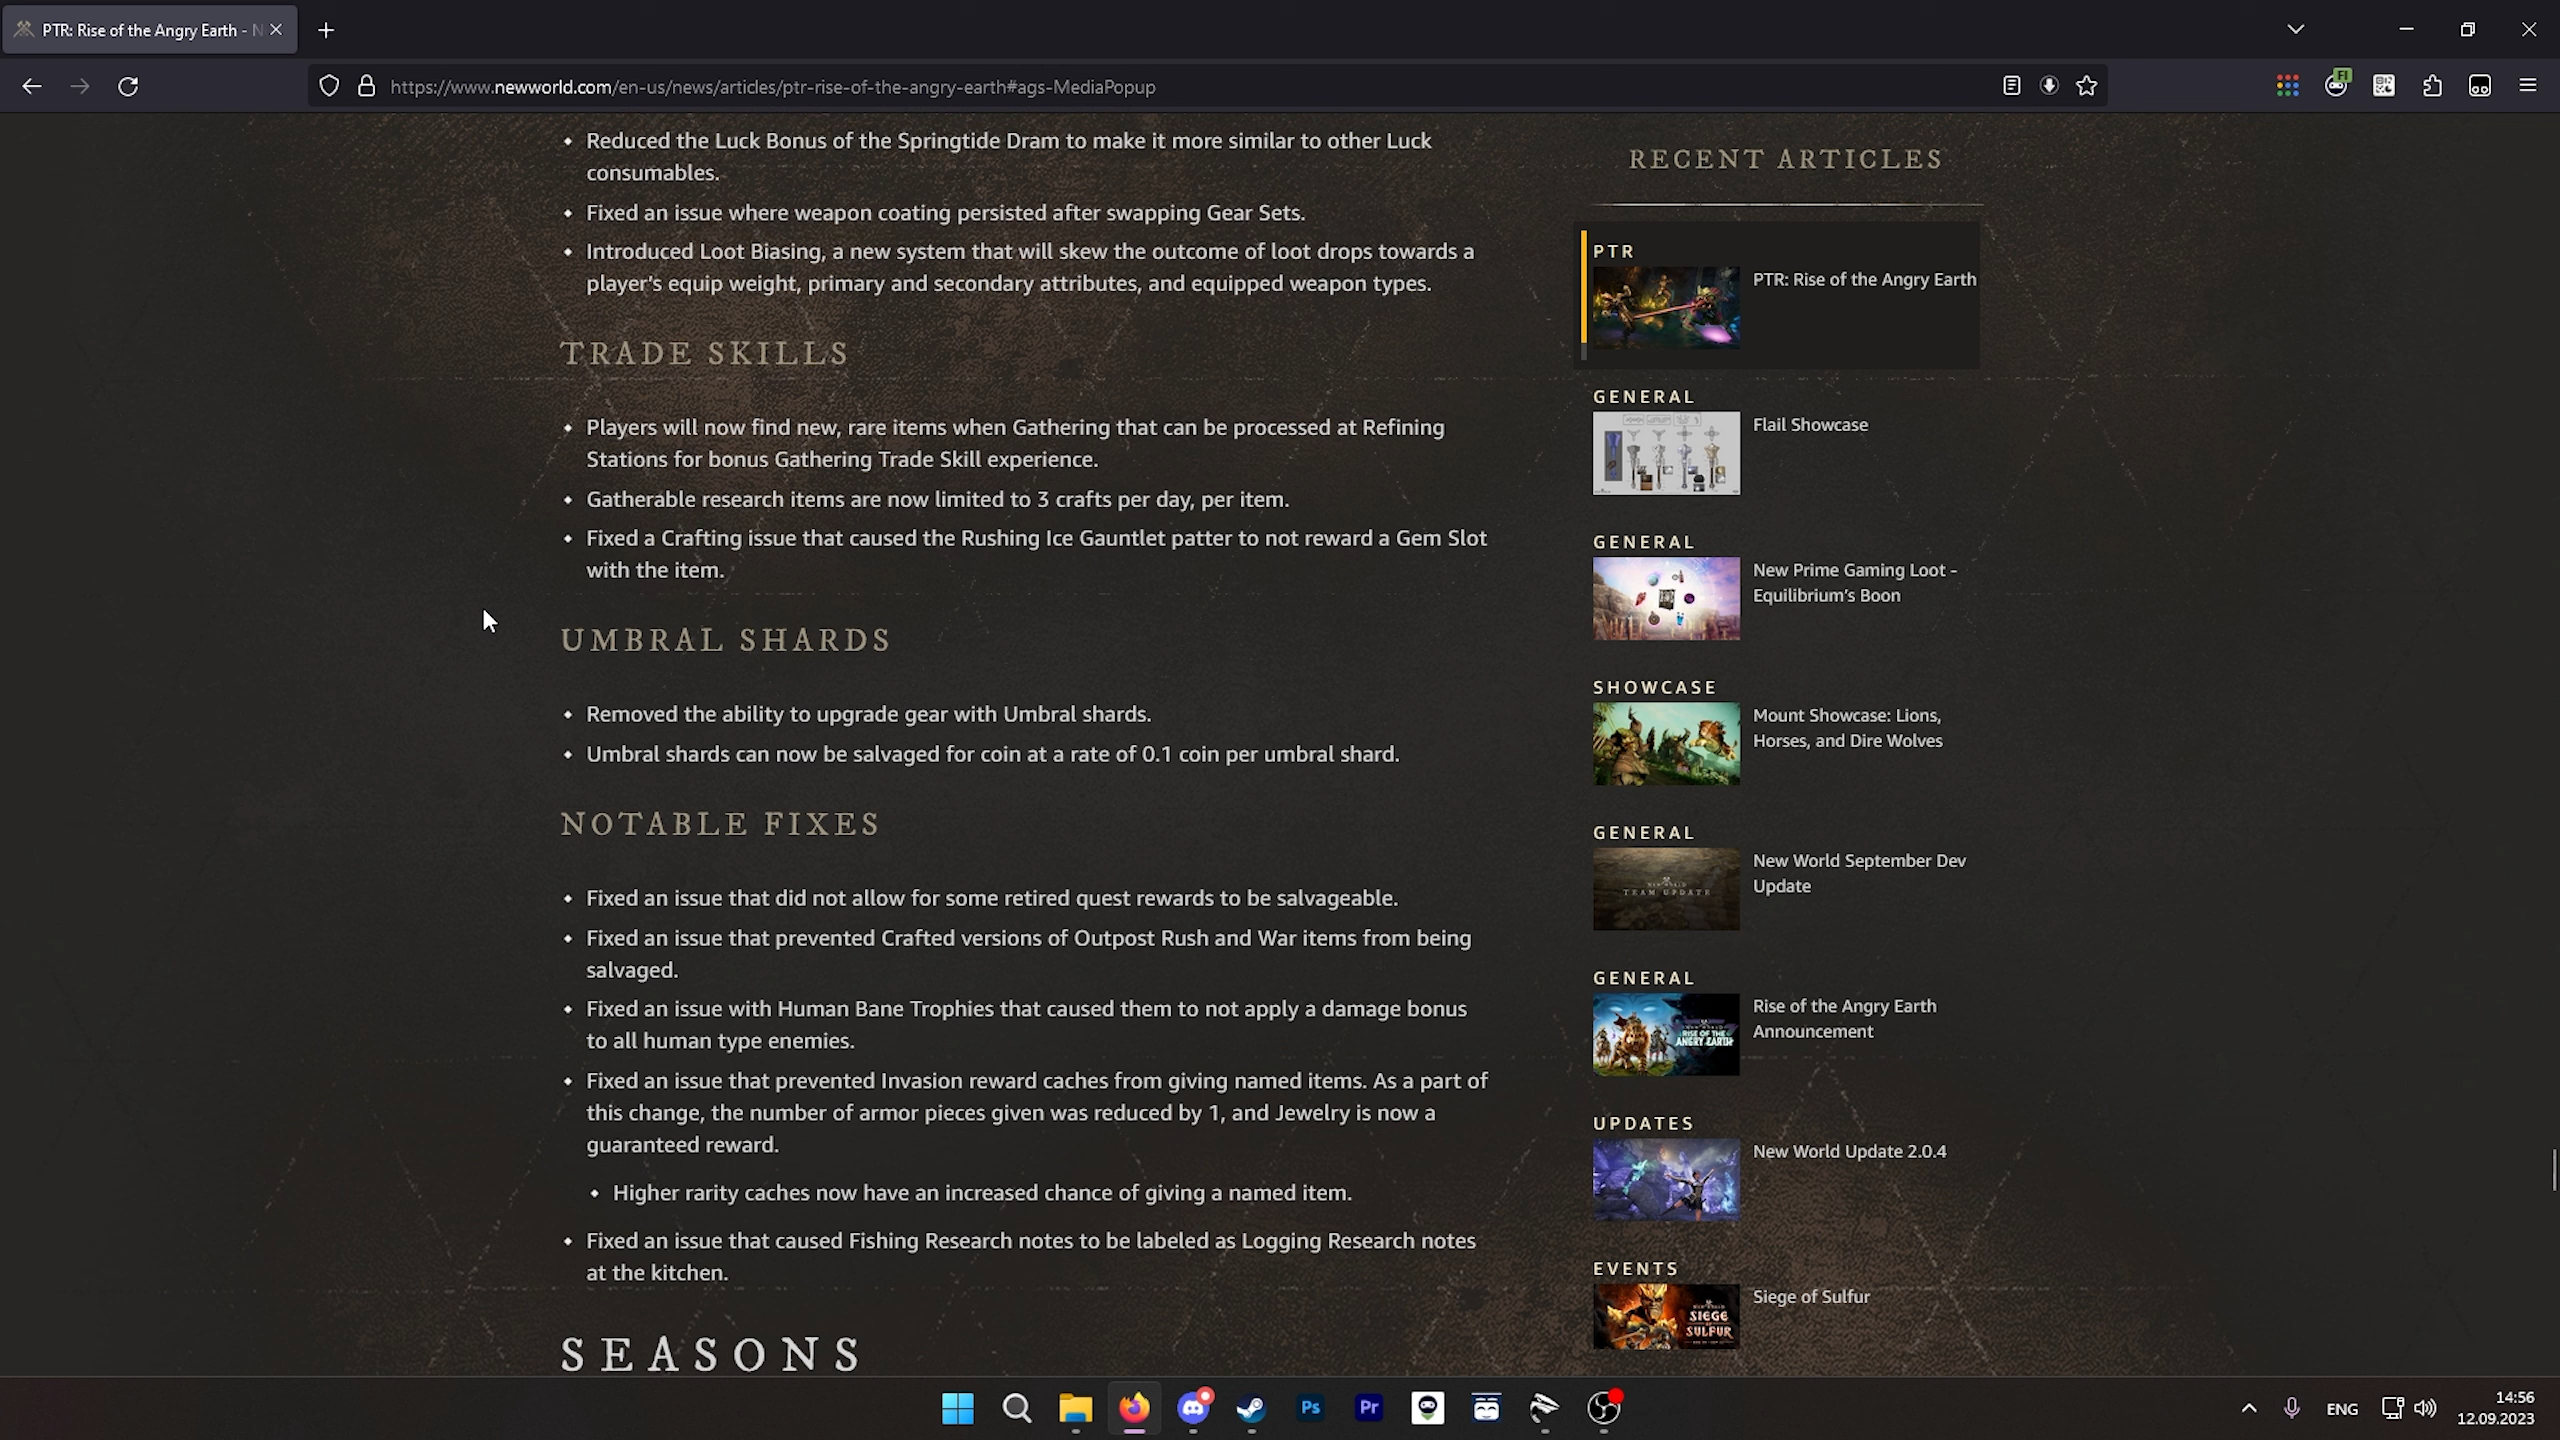 PTR: Rise of the Angry Earth - N
https://www.newworld.com/en-us/news/articles/ptr-rise-of-the-angry-earth#ags-MediaPopup
FI
Reduced the Luck Bonus of the Springtide Dram to make it more similar to other Luck
consumables.
Fixed an issue where weapon coating persisted after swapping Gear Sets.
Introduced Loot Biasing, a new system that will skew the outcome of loot drops towards a
player's equip weight, primary and secondary attributes, and equipped weapon types.
TRADE SKILLS
Players will now find new, rare items when Gathering that can be processed at Refining
Stations for bonus Gathering Trade Skill experience.
Gatherable research items are now limited to 3 crafts per day, per item.
Fixed a Crafting issue that caused the Rushing Ice Gauntlet patter to not reward a Gem Slot
with the item.
UMBRAL SHARDS
Removed the ability to upgrade gear with Umbral shards.
Umbral shards can now be salvaged for coin at a rate of 0.1 coin per umbral shard.
NOTABLE FIXES
Fixed an issue that did not allow for some retired quest rewards to be salvageable.
Fixed an issue that prevented Crafted versions of Outpost Rush and War items from being
salvaged.
Fixed an issue with Human Bane Trophies that caused them to not apply a damage bonus
to all human type enemies.
Fixed an issue that prevented Invasion reward caches from giving named items. As a part of
this change, the number of armor pieces given was reduced by 1, and Jewelry is now a
guaranteed reward.
Higher rarity caches now have an increased chance of giving a named item.
Fixed an issue that caused Fishing Research notes to be labeled as Logging Research notes
at the kitchen.
SEASONS
RECENT ARTICLES
PTR
PTR: Rise of the Angry Earth
GENERAL
Flail Showcase
GENERAL
New Prime Gaming Loot -
Equilibrium's Boon
SHOWCASE
Mount Showcase: Lions,
Horses, and Dire Wolves
GENERAL
New World September Dev
Update
TEAM UPDATE
GENERAL
Rise of the Angry Earth
Announcement
RISE OF THE
ANGRY EARTH
UPDATES
New World Update 2.0.4
EVENTS
Siege of Sulfur
SIEGE
OF
SULFUR
Ps
Pr
ENG
14:56
12.09.2023